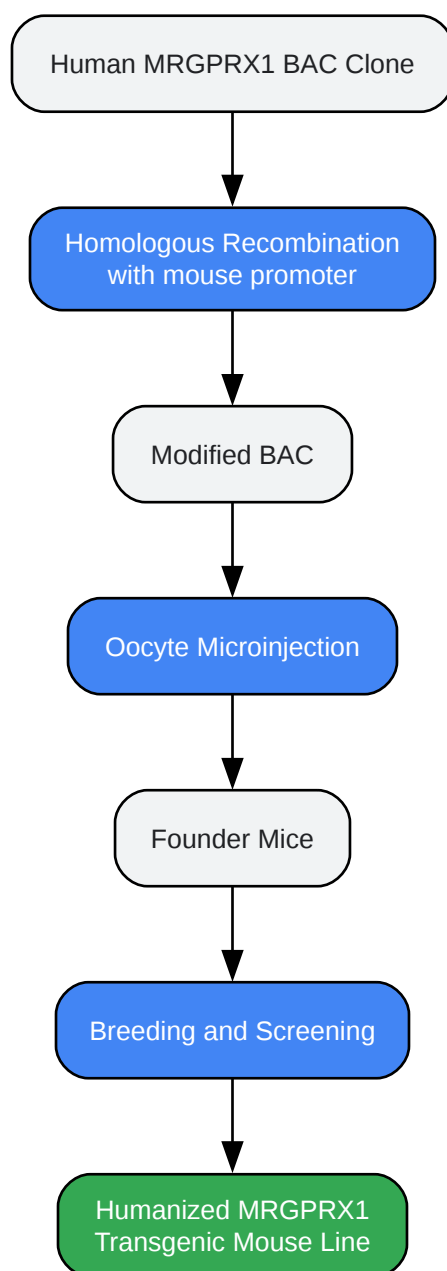 Human MRGPRX1 BAC Clone
Homologous Recombination
with mouse promoter
Modified BAC
Oocyte Microinjection
Founder Mice
Breeding and Screening
Humanized MRGPRX1
Transgenic Mouse Line